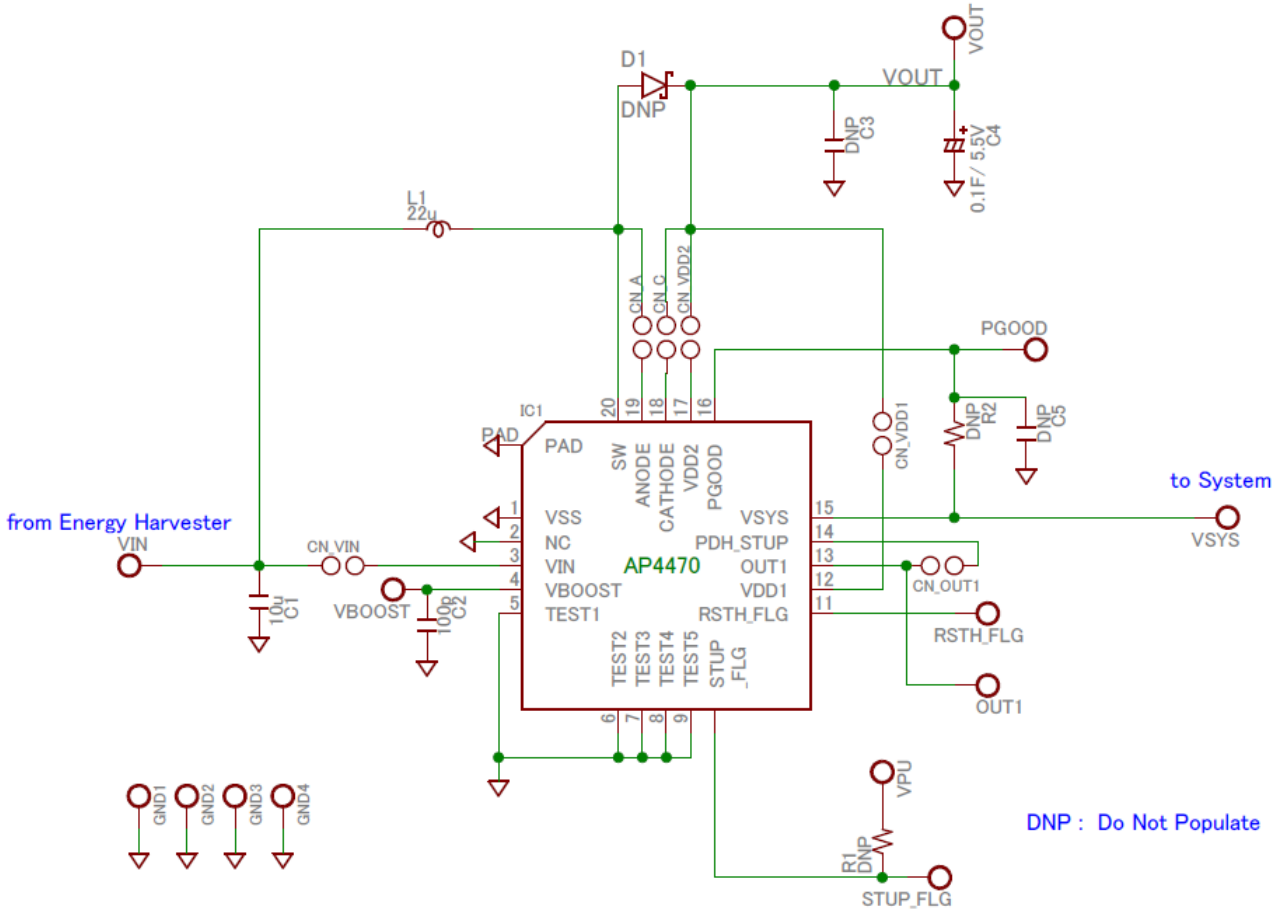 VOUT
D1
DNP
VOUT
DNP
C3
0.1F/ 5.5V
C4
L1
22u
CN_A
CN_C
CN_VDD2
PGOOD
DNP
R2
DNP
C5
CN_VDD1
IC1
20
19
18
17
16
PAD
PAD
SW
ANODE
CATHODE
VDD2
PGOOD
to System
from Energy Harvester
VIN
CN_VIN
1
VSS
2
NC
3
VIN
4
VBOOST
5
TEST1
AP4470
VSYS
15
PDH_STUP
14
OUT1
13
VDD1
12
RSTH_FLG
11
VSYS
CN_OUT1
10u
C1
VBOOST
100p
C2
RSTH_FLG
OUT1
TEST2
TEST3
TEST4
TEST5
STUP
_FLG
6
7
8
9
GND1
GND2
GND3
GND4
VPU
R1
DNP
STUP_FLG
DNP : Do Not Populate